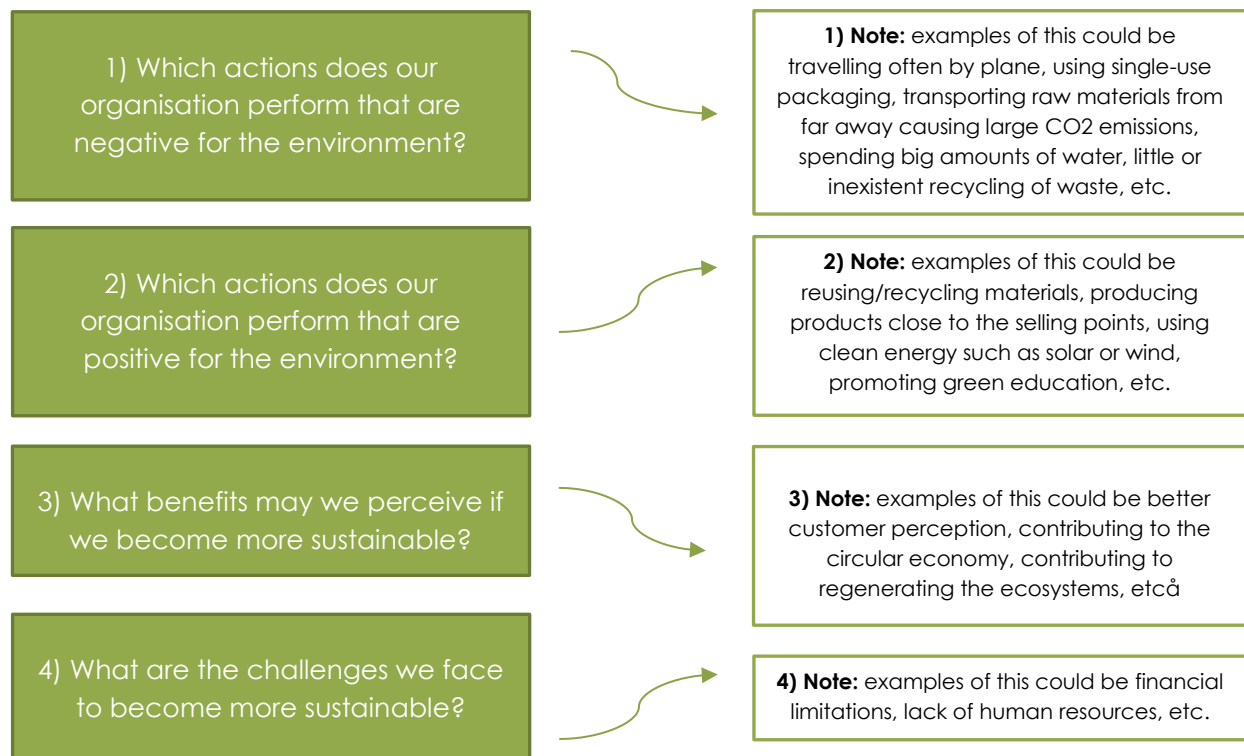 1) Which actions does our
organisation perform that are
negative for the environment?
1) Note: examples of this could be
travelling often by plane, using single-use
packaging, transporting raw materials from
far away causing large CO2 emissions,
spending big amounts of water, little or
inexistent recycling of waste, etc.
2) Which actions does our
organisation perform that are
positive for the environment?
2) Note: examples of this could be
reusing/recycling materials, producing
products close to the selling points, using
clean energy such as solar or wind,
promoting green education, etc.
3) What benefits may we perceive if
we become more sustainable?
3) Note: examples of this could be better
customer perception, contributing to the
circular economy, contributing to
regenerating the ecosystems, etcå
4) What are the challenges we face
to become more sustainable?
4) Note: examples of this could be financial
limitations, lack of human resources, etc.